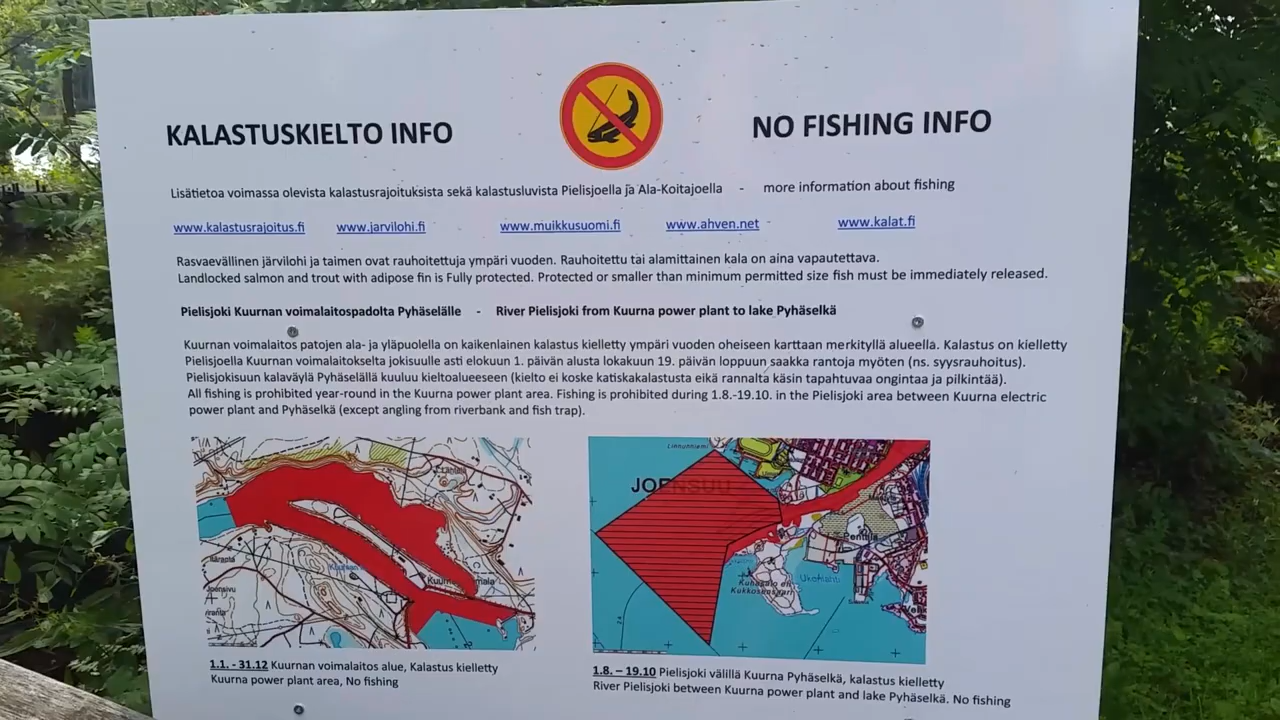 KALASTUSKIELTO INFO
NO FISHING INFO
Lisätietoa voimassa olevista kalastusrajoituksista sekä kalastusluvista Pielisjoella ja Ala-Koitajoella - more information about fishing
www.kalastusrajoitus.fi www.jarvilohi.fi www.muikkusuomi.fi www.ahven.net www.kalat.fi
Rasvaevällinen järvilohi ja taimen ovat rauhoitettuja ympäri vuoden. Rauhoitettu tai alamittainen kala on aina vapautettava.
Landlocked salmon and trout with adipose fin is Fully protected. Protected or smaller than minimum permitted size fish must be immediately released.
Pielisjoki Kuurnan voimalaitospadolta Pyhäselälle - River Pielisjoki from Kuurna power plant to lake Pyhäselkä
Kuurnan voimalaitos patojen ala- ja yläpuolella on kaikenlainen kalastus kielletty ympäri vuoden oheiseen karttaan merkityllä alueella. Kalastus on kielletty
Pielisjoella Kuurnan voimalaitokselta jokisuulle asti elokuun 1. päivän alusta lokakuun 19. päivän loppuun saakka rantoja myöten (ns. syysrauhoitus).
Pielisjokisuun kalaväylä Pyhäselällä kuuluu kieltoalueeseen (kielto ei koske katiskakalastusta eikä rannalta käsin tapahtuvaa ongintaa ja pilkintää).
All fishing is prohibited year-round in the Kuurna power plant area. Fishing is prohibited during 1.8.-19.10. in the Pielisjoki area between Kuurna electric
power plant and Pyhäselkä (except angling from riverbank and fish trap).
Linnunniemi
JOENSUU
Penttilä
Ukonlahti
Kukkosensaari
Joensivu
1.1. - 31.12 Kuurnan voimalaitos alue, Kalastus kielletty
Kuurna power plant area, No fishing
1.8. – 19.10 Pielisjoki välillä Kuurna Pyhäselkä, kalastus kielletty
River Pielisjoki between Kuurna power plant and lake Pyhäselkä. No fishing